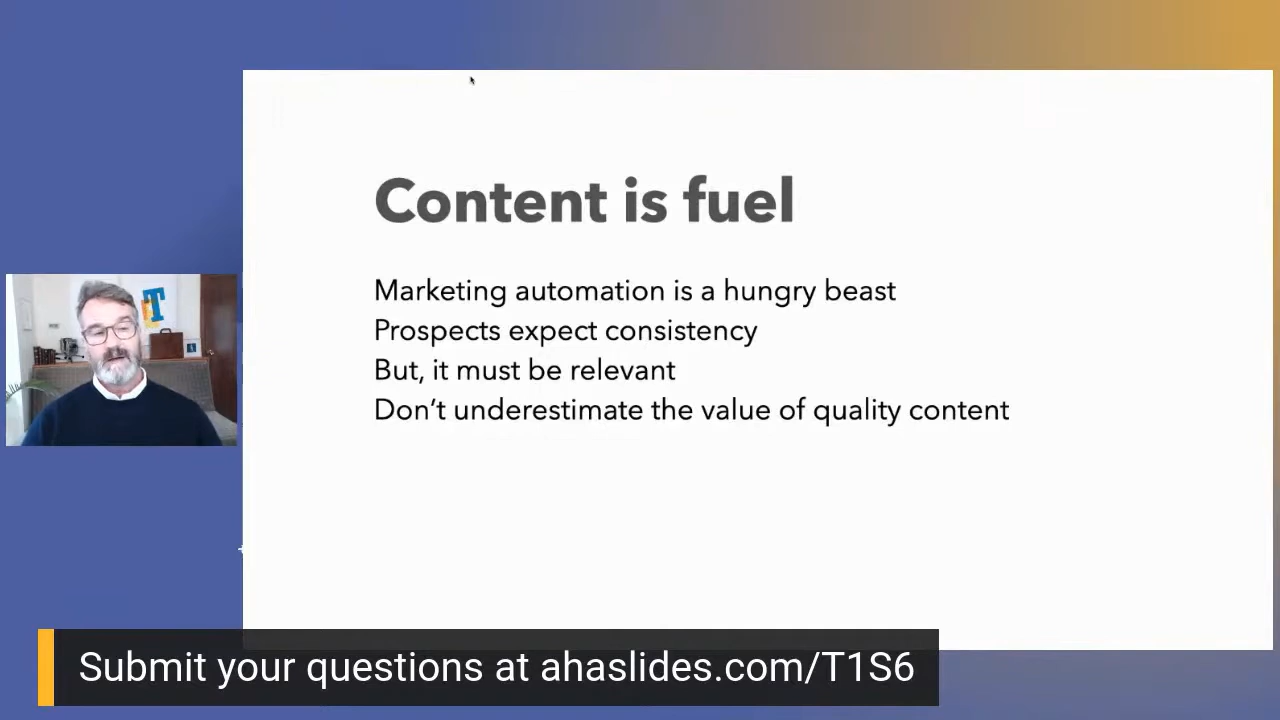 Content is fuel
Marketing automation is a hungry beast
Prospects expect consistency
But, it must be relevant
Don’t underestimate the value of quality content
T
Submit your questions at ahaslides.com/T1S6